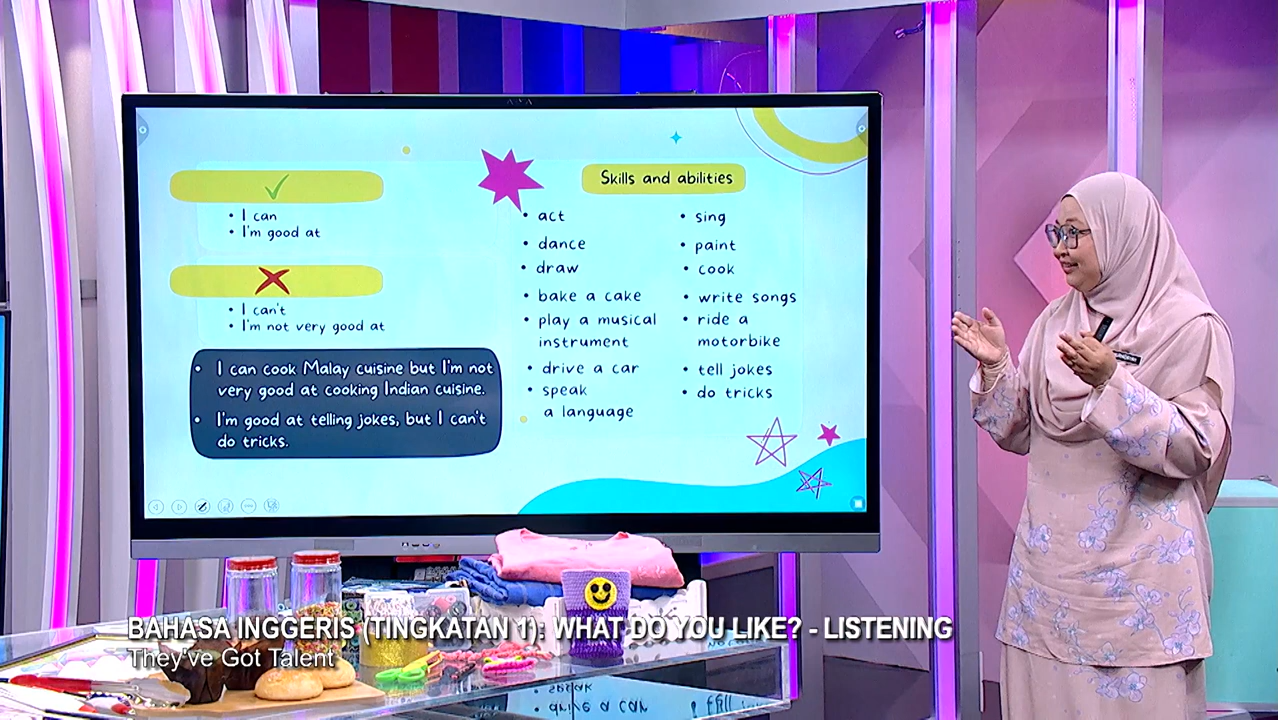 ✓
• I can
• I'm good at
✗
• I can't
• I'm not very good at
• I can cook Malay cuisine but I'm not
very good at cooking Indian cuisine.
• I'm good at telling jokes, but I can't
do tricks.
Skills and abilities
• act
• dance
• draw
• bake a cake
• play a musical
instrument
• drive a car
• speak
a language
• sing
• paint
• cook
• write songs
• ride a
motorbike
• tell jokes
• do tricks
BAHASA INGGERIS (TINGKATAN 1): WHAT DO YOU LIKE? - LISTENING
They've Got Talent